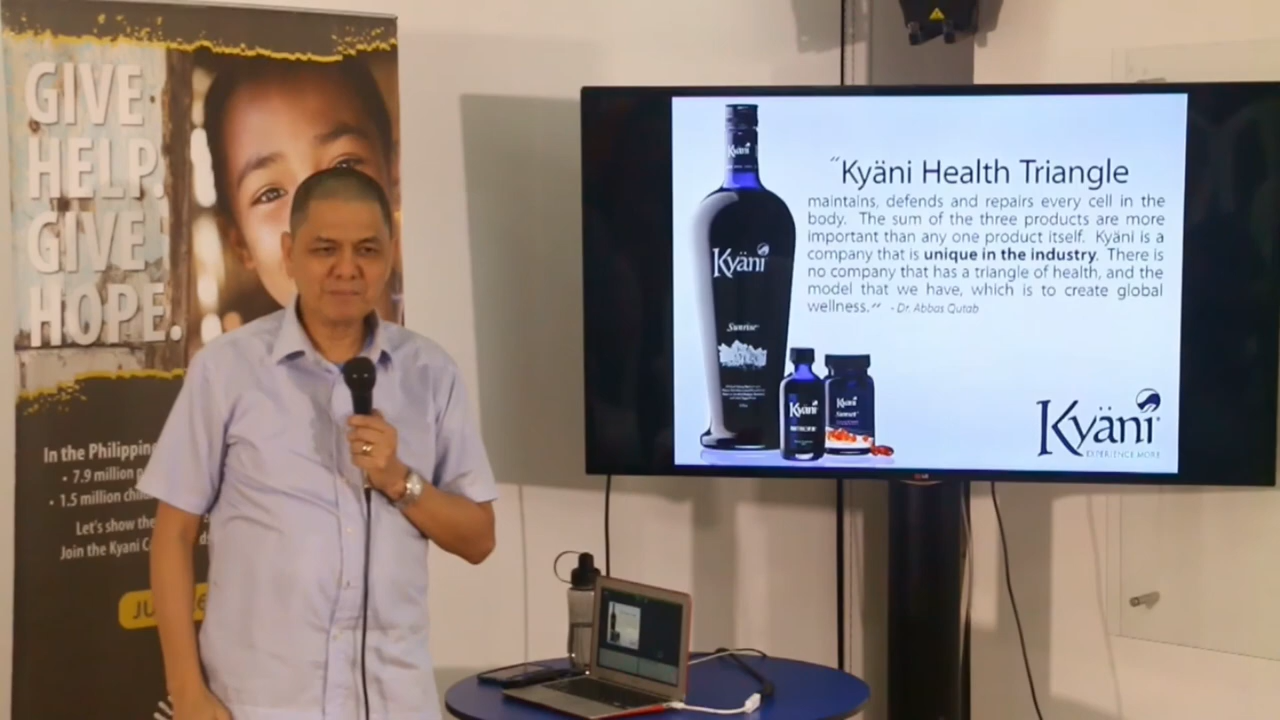 GIVE
HELP.
GIVE
HOPE.
In the Philippin
• 7.9 million
• 1.5 million
Let's show the
Join the Kyani
JU
Kyäni
Kyäni
Sunrise
"Kyäni Health Triangle
maintains, defends and repairs every cell in the
body. The sum of the three products are more
important than any one product itself. Kyäni is a
company that is unique in the industry. There is
no company that has a triangle of health, and the
model that we have, which is to create global
wellness." - Dr Abbas Qutab
Kyäni
Kyäni
Sunset
Kyäni
EXPERIENCE MORE
LG